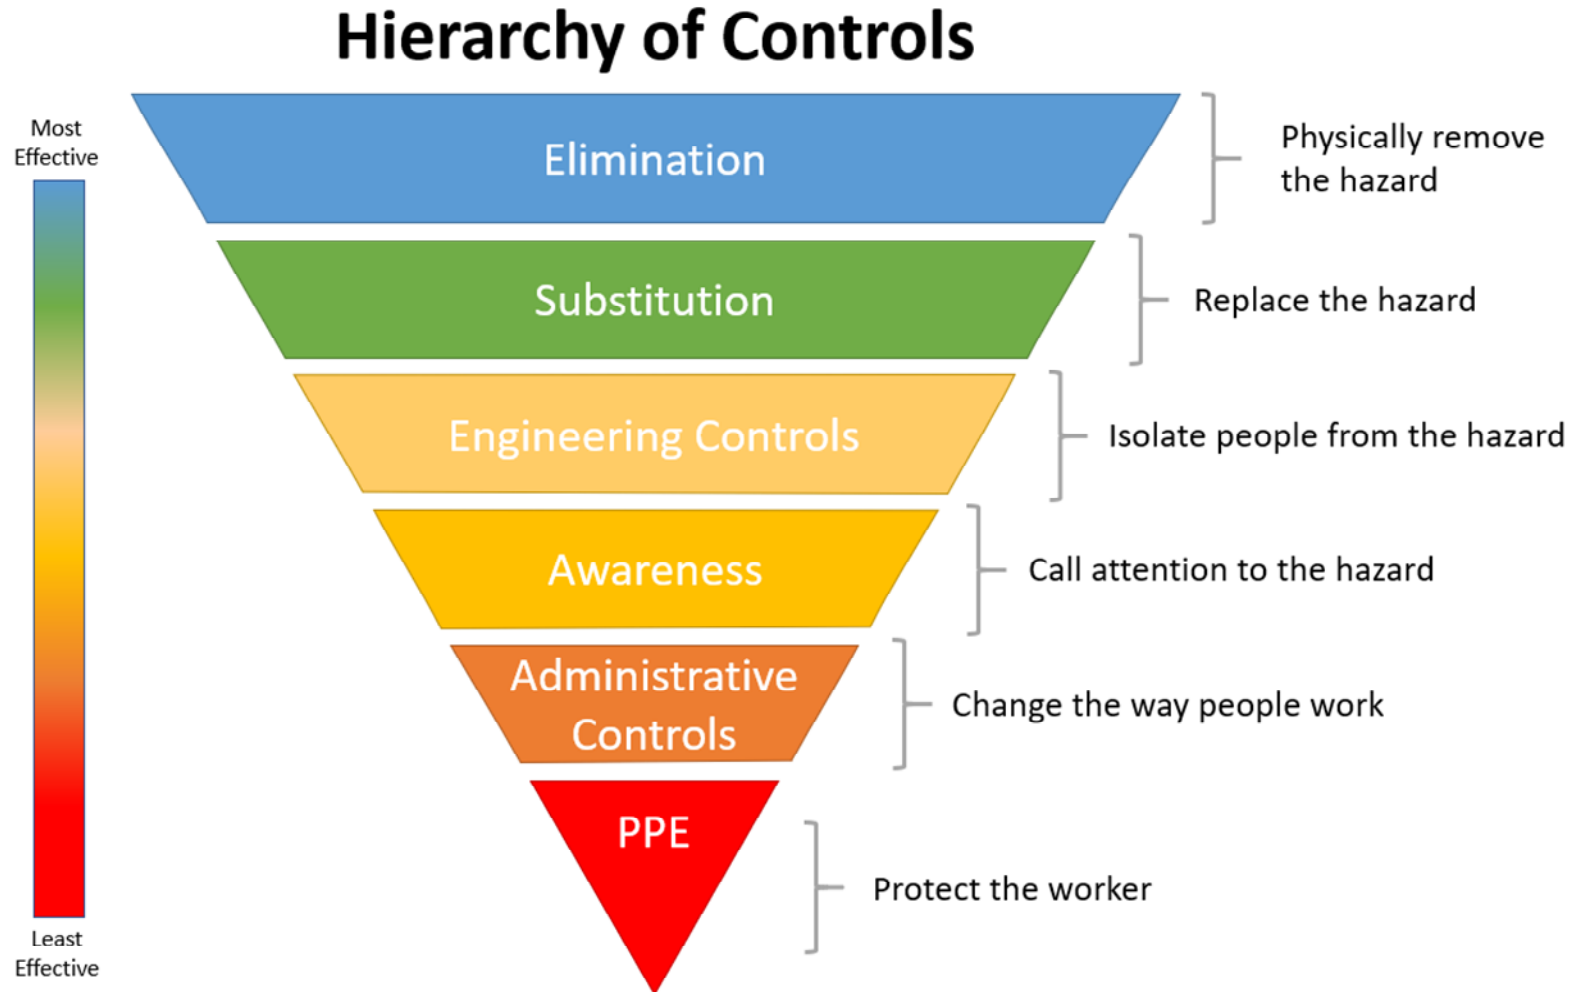 Hierarchy of Controls
Most
Effective
Elimination
Physically remove
the hazard
Substitution
Replace the hazard
Engineering Controls
Isolate people from the hazard
Awareness
Call attention to the hazard
Administrative
Controls
Change the way people work
PPE
Protect the worker
Least
Effective